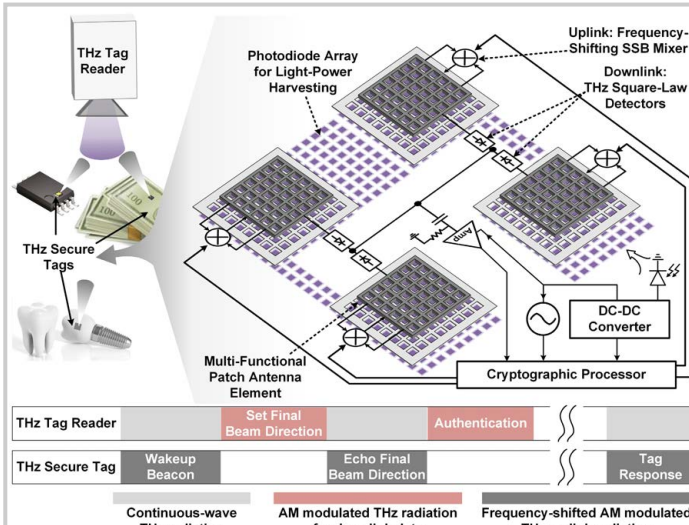 THz Tag
Reader
THz Secure
Tags
100
100
Photodiode Array
for Light-Power
Harvesting
Uplink: Frequency-
Shifting SSB Mixer
Downlink:
THz Square-Law
Detectors
Amp
DC-DC
Converter
Cryptographic Processor
Multi-Functional
Patch Antenna
Element
THz Tag Reader
Set Final
Beam Direction
Authentication
THz Secure Tag
Wakeup
Beacon
Echo Final
Beam Direction
Tag
Response
Continuous-wave
AM modulated THz radiation
Frequency-shifted AM modulated